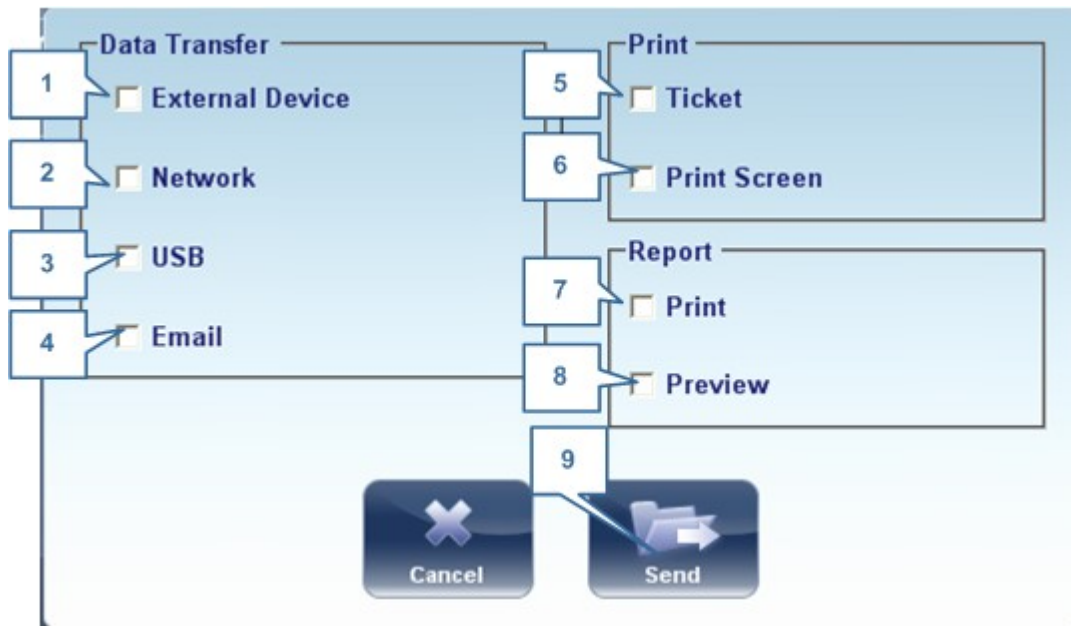 Data Transfer
1
External Device
2
Network
3
USB
4
Email
Print
5
Ticket
6
Print Screen
Report
7
Print
8
Preview
9
Cancel
Send